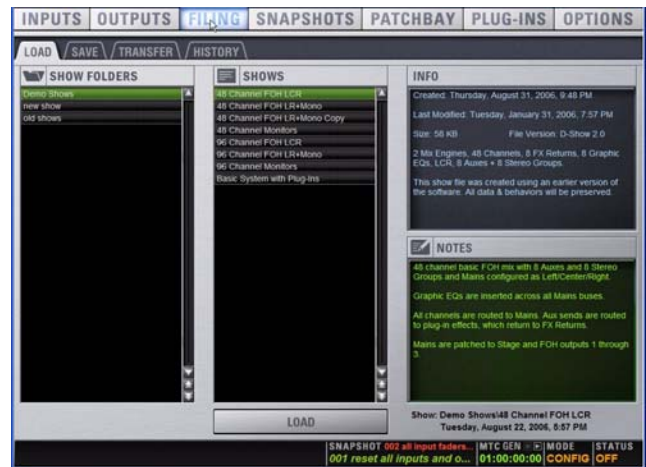 INPUTS OUTPUTS FILING SNAPSHOTS PATCHBAY PLUG-INS OPTIONS
LOAD SAVE TRANSFER HISTORY
SHOW FOLDERS
Demo Shows
new show
old shows
SHOWS
48 Channel FOH LCR
48 Channel FOH LR+Mono
48 Channel FOH LR+Mono Copy
48 Channel Monitors
96 Channel FOH LCR
96 Channel FOH LR+Mono
96 Channel Monitors
Basic System with Plug-Ins
LOAD
INFO
Created: Thursday, August 31, 2006, 9:48 PM
Last Modified: Tuesday, January 31, 2006, 7:57 PM
Size: 58 KB File Version: D-Show 2.0
2 Mix Engines, 48 Channels, 8 FX Returns, 8 Graphic
EQs, LCR, 8 Auxes + 8 Stereo Groups.
This show file was created using an earlier version of
the software. All data & behaviors will be preserved.
NOTES
48 channel basic FOH mix with 8 Auxes and 8 Stereo
Groups and Mains configured as Left/Center/Right.
Graphic EQs are inserted across all Mains buses.
All channels are routed to Mains. Aux sends are routed
to plug-in effects, which return to FX Returns.
Mains are patched to Stage and FOH outputs 1 through
3.
Show: Demo Shows\48 Channel FOH LCR
Tuesday, August 22, 2006, 6:57 PM
SNAPSHOT 002 all input faders... MTC GEN MODE STATUS
001 reset all inputs and o... 01:00:00:00 CONFIG OFF